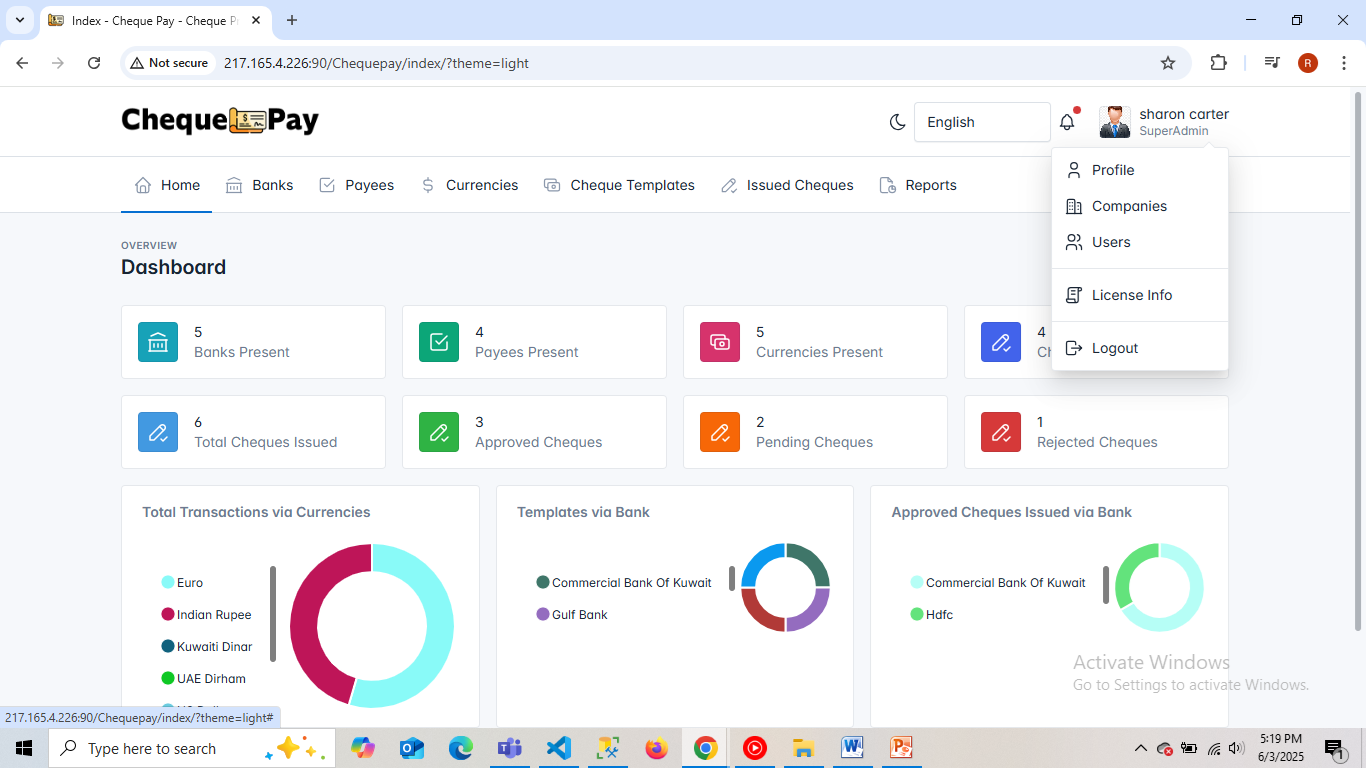 Index - Cheque Pay - Cheque P
Not secure
217.165.4.226:90/Chequepay/index/?theme=light
R
Cheque Pay
English
sharon carter
SuperAdmin
Home
Banks
Payees
Currencies
Cheque Templates
Issued Cheques
Reports
Profile
Companies
Users
License Info
Logout
OVERVIEW
Dashboard
5
Banks Present
4
Payees Present
5
Currencies Present
4
6
Total Cheques Issued
3
Approved Cheques
2
Pending Cheques
1
Rejected Cheques
Total Transactions via Currencies
Euro
Indian Rupee
Kuwaiti Dinar
UAE Dirham
Templates via Bank
Commercial Bank Of Kuwait
Gulf Bank
Approved Cheques Issued via Bank
Commercial Bank Of Kuwait
Hdfc
Activate Windows
Go to Settings to activate Windows.
217.165.4.226:90/Chequepay/index/?theme=light#
Type here to search
5:19 PM
6/3/2025
1